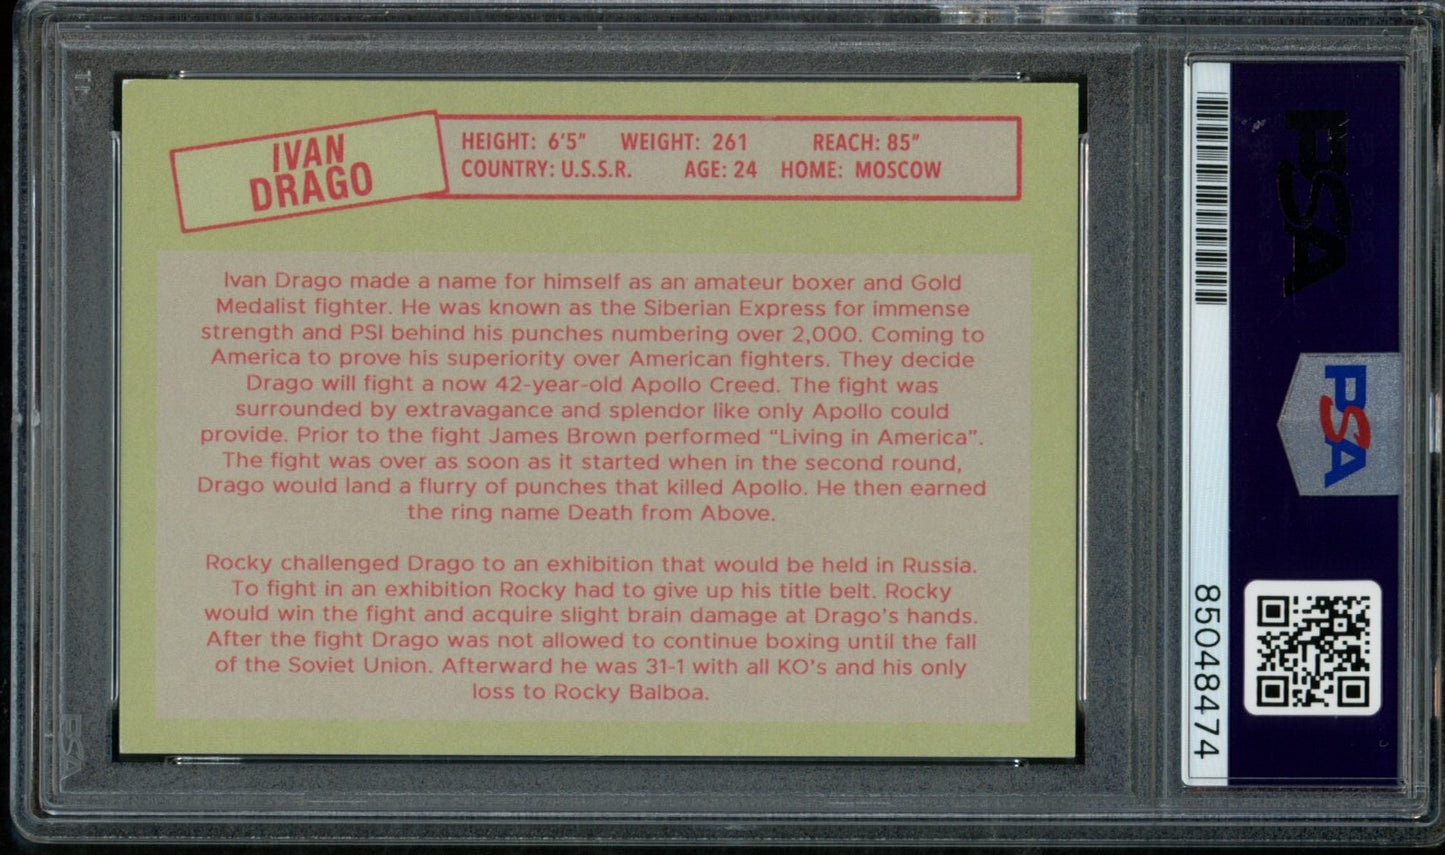 IVAN
DRAGO
HEIGHT: 6'5" WEIGHT: 261 REACH: 85"
COUNTRY: U.S.S.R. AGE: 24 HOME: MOSCOW
Ivan Drago made a name for himself as an amateur boxer and Gold
Medalist fighter. He was known as the Siberian Express for immense
strength and PSI behind his punches numbering over 2,000. Coming to
America to prove his superiority over American fighters. They decide
Drago will fight a now 42-year-old Apollo Creed. The fight was
surrounded by extravagance and splendor like only Apollo could
provide. Prior to the fight James Brown performed “Living in America”.
The fight was over as soon as it started when in the second round,
Drago would land a flurry of punches that killed Apollo. He then earned
the ring name Death from Above.
Rocky challenged Drago to an exhibition that would be held in Russia.
To fight in an exhibition Rocky had to give up his title belt. Rocky
would win the fight and acquire slight brain damage at Drago's hands.
After the fight Drago was not allowed to continue boxing until the fall
of the Soviet Union. Afterward he was 31-1 with all KO's and his only
loss to Rocky Balboa.
PSA
PSA
85048474
PSA